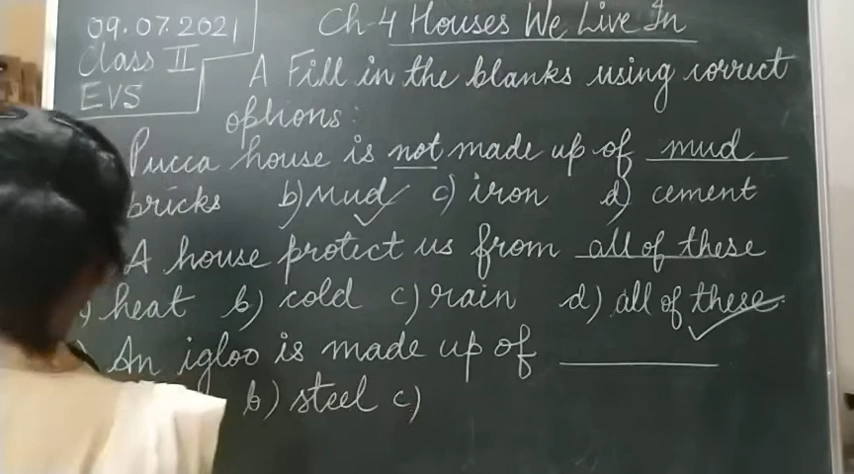 09.07.2021
Ch-4 Houses We Live In
Class II
EVS
A Fill in the blanks using correct
options:
Pucca house is not made up of mud
bricks b) Mud ✓ c) iron d) cement
A house protect us from all of these
) heat b) cold c) rain d) all of these ✓
) An igloo is made up of ________
b) steel c)